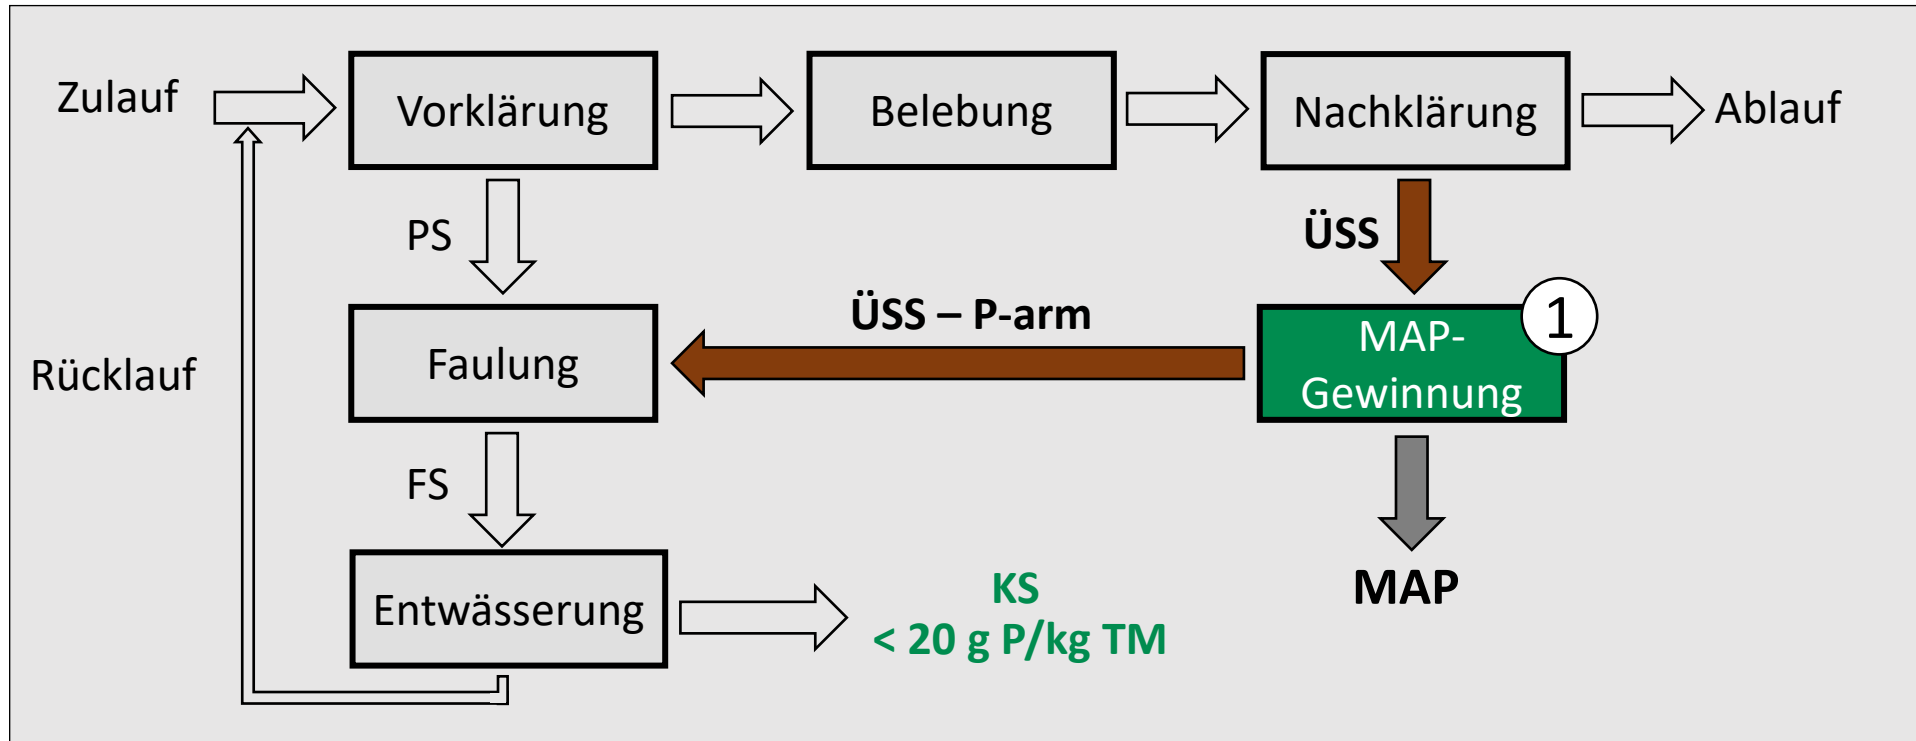 Zulauf
Vorklärung
Belebung
Nachklärung
Ablauf
PS
ÜSS
ÜSS – P-arm
1
Rücklauf
Faulung
MAP-
Gewinnung
FS
Entwässerung
KS
< 20 g P/kg TM
MAP